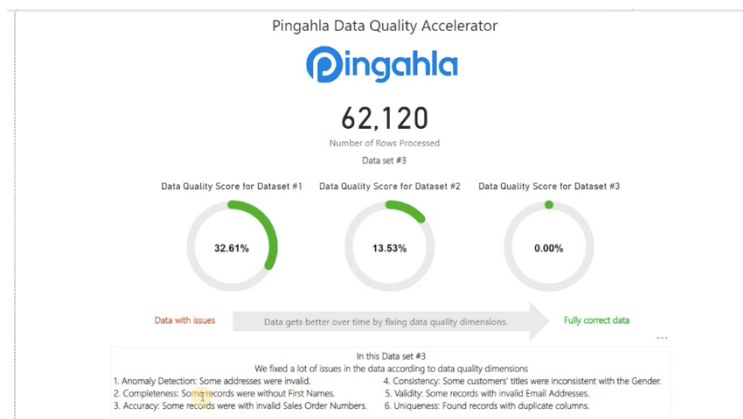 Pingahla Data Quality Accelerator
Pingahla
62,120
Number of Rows Processed
Data set #3
Data Quality Score for Dataset #1
Data Quality Score for Dataset #2
Data Quality Score for Dataset #3
32.61%
13.53%
0.00%
Data with issues
Data gets better over time by fixing data quality dimensions.
Fully correct data
In this Data set #3
We fixed a lot of issues in the data according to data quality dimensions
1. Anomaly Detection: Some addresses were invalid.
2. Completeness: Some records were without First Names.
3. Accuracy: Some records were with invalid Sales Order Numbers.
4. Consistency: Some customers' titles were inconsistent with the Gender.
5. Validity: Some records with invalid Email Addresses.
6. Uniqueness: Found records with duplicate columns.